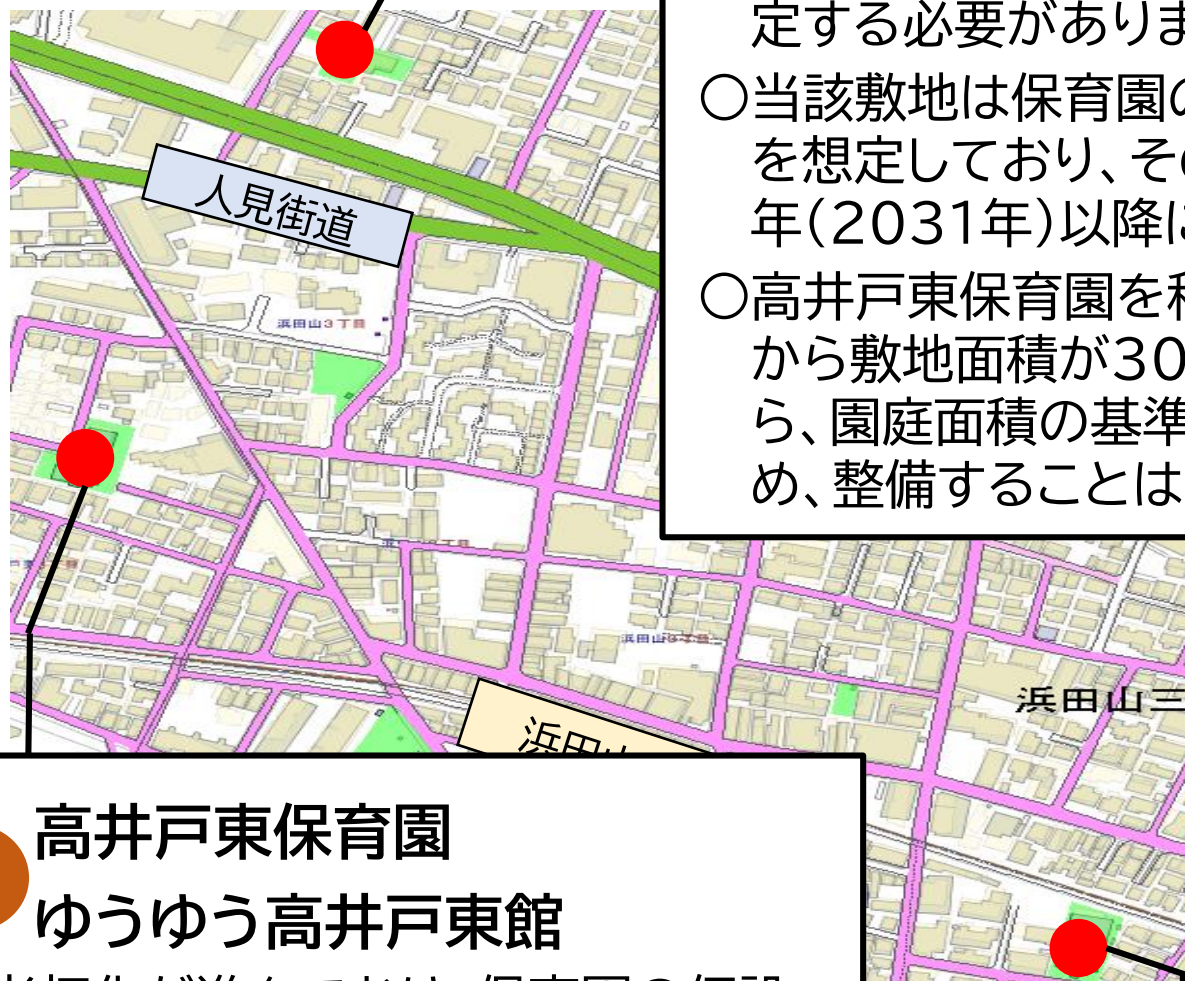 定する必要がありま
○当該敷地は保育園の
を想定しており、その
年(2031年)以降に
○高井戸東保育園を利
から敷地面積が30
ら、園庭面積の基準
め、整備することは
人見街道
浜田山3丁目
浜田山3丁目
浜田山三
浜田山
高井戸東保育園
ゆうゆう高井戸東館